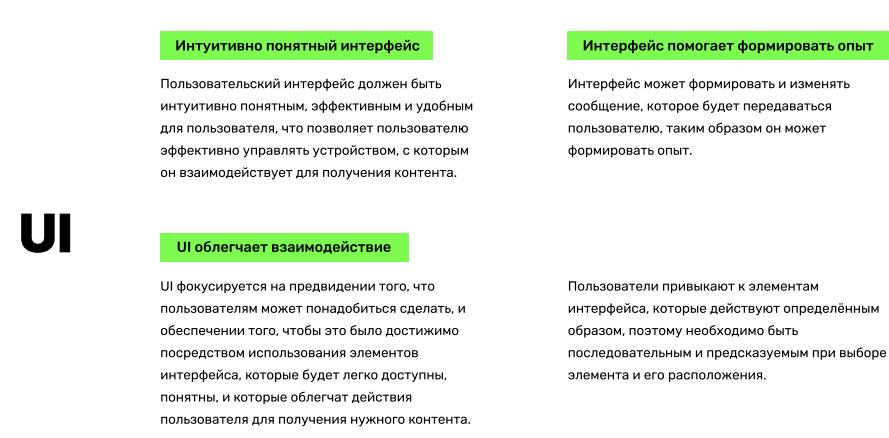 Интуитивно понятный интерфейс
Пользовательский интерфейс должен быть
интуитивно понятным, эффективным и удобным
для пользователя, что позволяет пользователю
эффективно управлять устройством, с которым
он взаимодействует для получения контента.
Интерфейс помогает формировать опыт
Интерфейс может формировать и изменять
сообщение, которое будет передаваться
пользователю, таким образом он может
формировать опыт.
UI
UI облегчает взаимодействие
UI фокусируется на предвидении того, что
пользователям может понадобиться сделать, и
обеспечении того, чтобы это было достижимо
посредством использования элементов
интерфейса, которые будет легко доступны,
понятны, и которые облегчат действия
пользователя для получения нужного контента.
Пользователи привыкают к элементам
интерфейса, которые действуют определённым
образом, поэтому необходимо быть
последовательным и предсказуемым при выборе
элемента и его расположения.